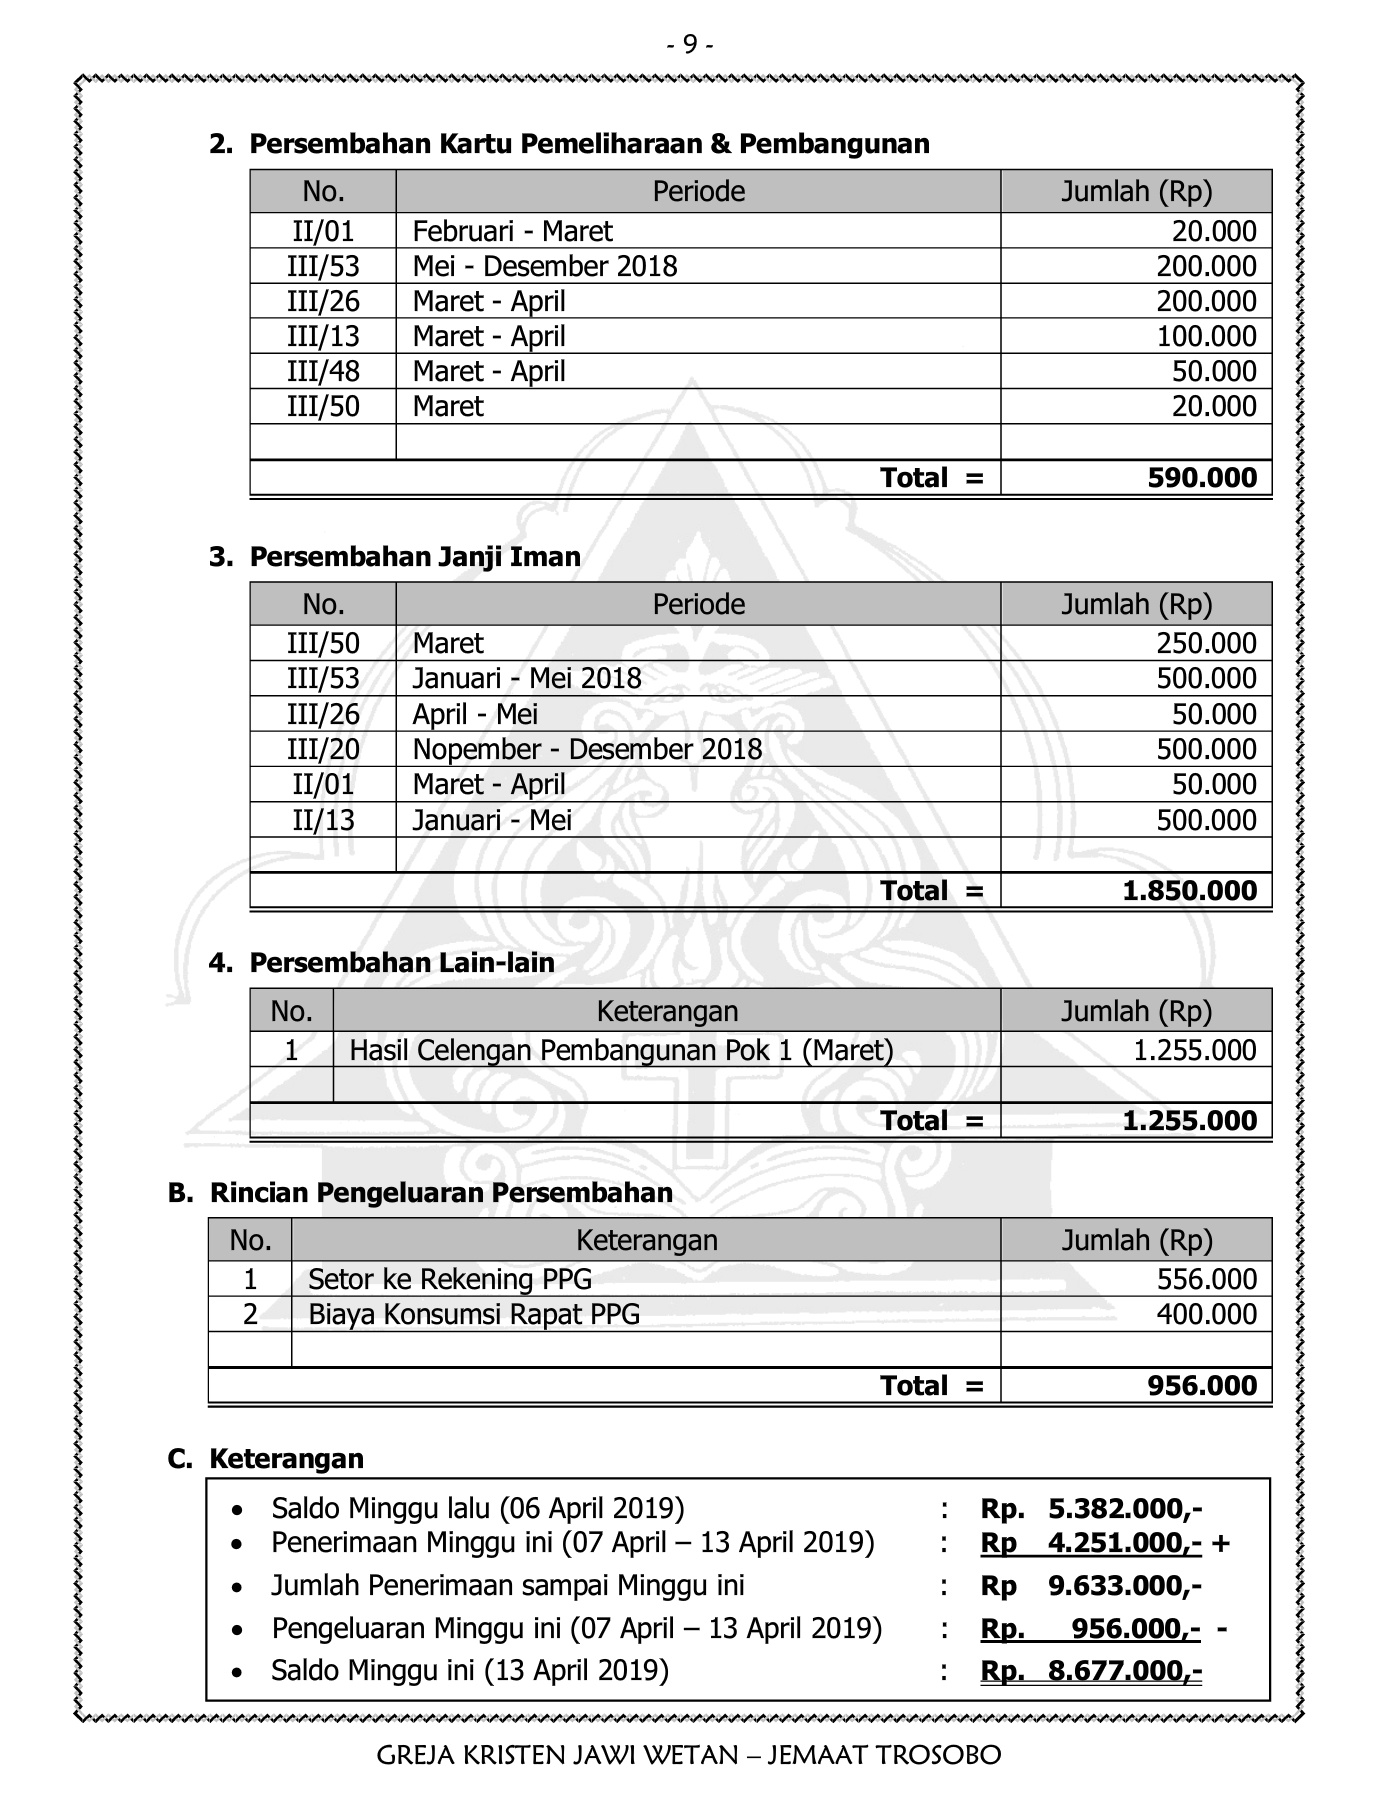 - 9 -
2. Persembahan Kartu Pemeliharaan & Pembangunan
No. Periode Jumlah (Rp)
II/01 Februari - Maret 20.000
III/53 Mei - Desember 2018 200.000
III/26 Maret - April 200.000
III/13 Maret - April 100.000
III/48 Maret - April 50.000
III/50 Maret 20.000
Total = 590.000
3. Persembahan Janji Iman
No. Periode Jumlah (Rp)
III/50 Maret 250.000
III/53 Januari - Mei 2018 500.000
III/26 April - Mei 50.000
III/20 Nopember - Desember 2018 500.000
II/01 Maret - April 50.000
II/13 Januari - Mei 500.000
Total = 1.850.000
4. Persembahan Lain-lain
No. Keterangan Jumlah (Rp)
1 Hasil Celengan Pembangunan Pok 1 (Maret) 1.255.000
Total = 1.255.000
B. Rincian Pengeluaran Persembahan
No. Keterangan Jumlah (Rp)
1 Setor ke Rekening PPG 556.000
2 Biaya Konsumsi Rapat PPG 400.000
Total = 956.000
C. Keterangan
• Saldo Minggu lalu (06 April 2019) : Rp. 5.382.000,-
• Penerimaan Minggu ini (07 April – 13 April 2019) : Rp 4.251.000,- +
• Jumlah Penerimaan sampai Minggu ini : Rp 9.633.000,-
• Pengeluaran Minggu ini (07 April – 13 April 2019) : Rp. 956.000,- -
• Saldo Minggu ini (13 April 2019) : Rp. 8.677.000,-
GREJA KRISTEN JAWI WETAN – JEMAAT TROSOBO